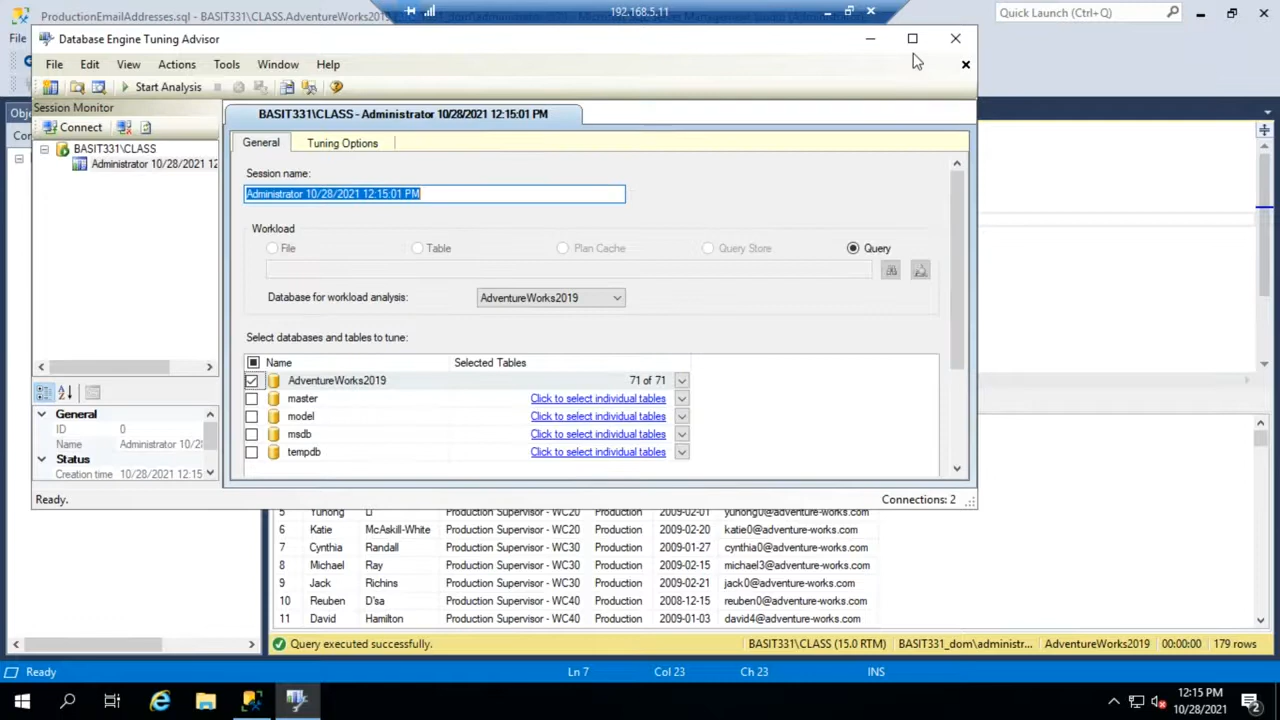 ProductionEmailAddresses.sql - BASIT331\CLASS.AdventureWorks2019
192.168.5.11
Quick Launch (Ctrl+Q)
File
Database Engine Tuning Advisor
File Edit View Actions Tools Window Help
Start Analysis
Session Monitor
Connect
BASIT331\CLASS
Administrator 10/28/2021 12
BASIT331\CLASS - Administrator 10/28/2021 12:15:01 PM
General
Tuning Options
Session name:
Administrator 10/28/2021 12:15:01 PM
Workload
File
Table
Plan Cache
Query Store
Query
Database for workload analysis:
AdventureWorks2019
Select databases and tables to tune:
Name Selected Tables
AdventureWorks2019 71 of 71
master Click to select individual tables
model Click to select individual tables
msdb Click to select individual tables
tempdb Click to select individual tables
General
ID 0
Name Administrator 10/28
Status
Creation time 10/28/2021 12:15
Ready.
Connections: 2
5 Yuhong Li Production Supervisor - WC20 Production 2009-02-01 yuhong0@adventure-works.com
6 Katie McAskill-White Production Supervisor - WC20 Production 2009-02-20 katie0@adventure-works.com
7 Cynthia Randall Production Supervisor - WC30 Production 2009-01-27 cynthia0@adventure-works.com
8 Michael Ray Production Supervisor - WC30 Production 2009-02-15 michael3@adventure-works.com
9 Jack Richins Production Supervisor - WC30 Production 2009-02-21 jack0@adventure-works.com
10 Reuben D'sa Production Supervisor - WC40 Production 2008-12-15 reuben0@adventure-works.com
11 David Hamilton Production Supervisor - WC40 Production 2009-01-03 david4@adventure-works.com
Query executed successfully.
BASIT331\CLASS (15.0 RTM)
BASIT331_dom\administr...
AdventureWorks2019
00:00:00
179 rows
Ready
Ln 7
Col 23
Ch 23
INS
12:15 PM
10/28/2021
2